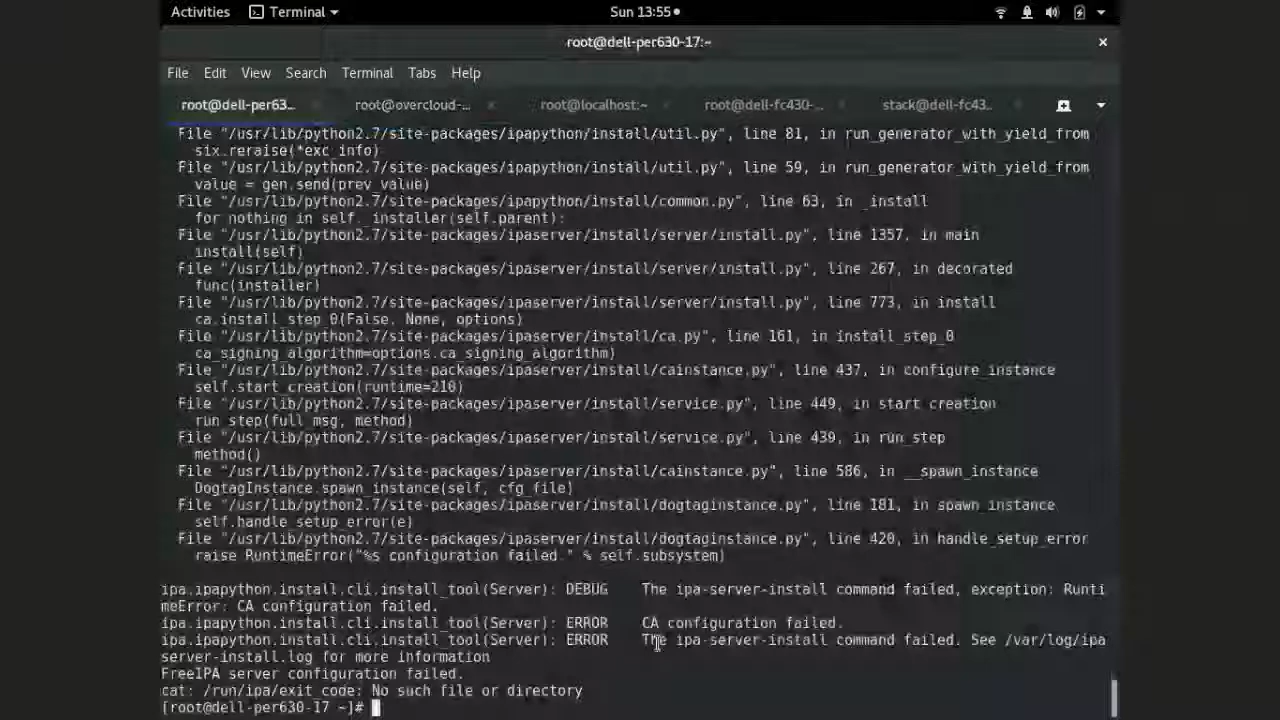 Activities Terminal Sun 13:55
root@dell-per630-17:~
File Edit View Search Terminal Tabs Help
root@dell-per63... root@overcloud-... root@localhost:~ root@dell-fc430-... stack@dell-fc43...
File "/usr/lib/python2.7/site-packages/ipapython/install/util.py", line 81, in run_generator_with_yield_from
six.reraise(*exc_info)
File "/usr/lib/python2.7/site-packages/ipapython/install/util.py", line 59, in run_generator_with_yield_from
value = gen.send(prev_value)
File "/usr/lib/python2.7/site-packages/ipapython/install/common.py", line 63, in _install
for nothing in self._installer(self.parent):
File "/usr/lib/python2.7/site-packages/ipaserver/install/server/install.py", line 1357, in main
install(self)
File "/usr/lib/python2.7/site-packages/ipaserver/install/server/install.py", line 267, in decorated
func(installer)
File "/usr/lib/python2.7/site-packages/ipaserver/install/server/install.py", line 773, in install
ca.install_step_0(False, None, options)
File "/usr/lib/python2.7/site-packages/ipaserver/install/ca.py", line 161, in install_step_0
ca_signing_algorithm=options.ca_signing_algorithm)
File "/usr/lib/python2.7/site-packages/ipaserver/install/cainstance.py", line 437, in configure_instance
self.start_creation(runtime=210)
File "/usr/lib/python2.7/site-packages/ipaserver/install/service.py", line 449, in start_creation
run_step(full_msg, method)
File "/usr/lib/python2.7/site-packages/ipaserver/install/service.py", line 439, in run_step
method()
File "/usr/lib/python2.7/site-packages/ipaserver/install/cainstance.py", line 586, in __spawn_instance
DogtagInstance.spawn_instance(self, cfg_file)
File "/usr/lib/python2.7/site-packages/ipaserver/install/dogtaginstance.py", line 181, in spawn_instance
self.handle_setup_error(e)
File "/usr/lib/python2.7/site-packages/ipaserver/install/dogtaginstance.py", line 420, in handle_setup_error
raise RuntimeError("%s configuration failed." % self.subsystem)
ipa.ipapython.install.cli.install_tool(Server): DEBUG The ipa-server-install command failed, exception: Runti
meError: CA configuration failed.
ipa.ipapython.install.cli.install_tool(Server): ERROR CA configuration failed.
ipa.ipapython.install.cli.install_tool(Server): ERROR The ipa-server-install command failed. See /var/log/ipa
server-install.log for more information
FreeIPA server configuration failed.
cat: /run/ipa/exit_code: No such file or directory
[root@dell-per630-17 ~]#